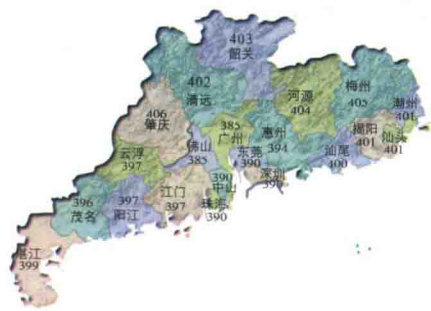 403
韶关
402
清远
梅州
405
河源
404
潮州
401
406
肇庆
385
广州
惠州
394
揭阳
401
汕头
401
云浮
397
佛山
385
东莞
390
汕尾
400
深圳
390
中山
江门
397
珠海
390
396
茂名
397
阳江
湛江
399